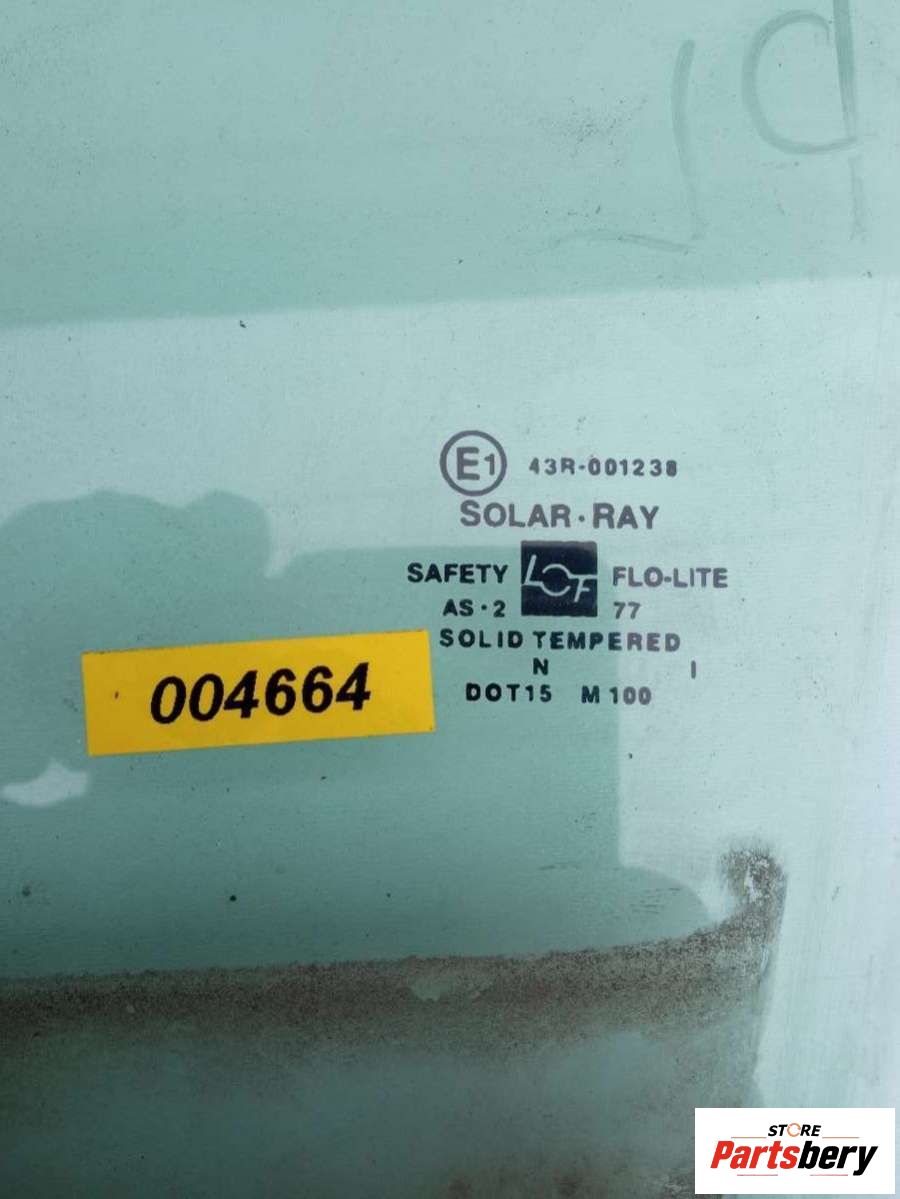 E1 43R-001238
SOLAR·RAY
SAFETY LOF FLO-LITE
AS·2 77
SOLID TEMPERED
N I
DOT15 M100
004664
STORE
Partsbery